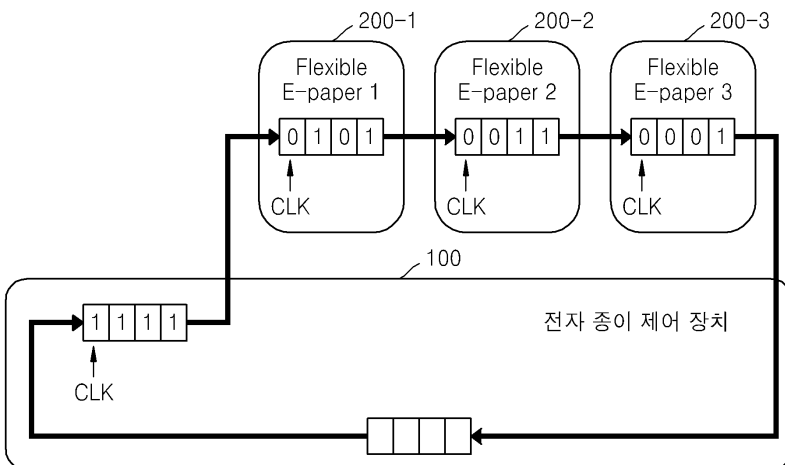 200-1
200-2
200-3
Flexible
E-paper 1
Flexible
E-paper 2
Flexible
E-paper 3
0 1 0 1
0 0 1 1
0 0 0 1
CLK
CLK
CLK
100
1 1 1 1
전자 종이 제어 장치
CLK